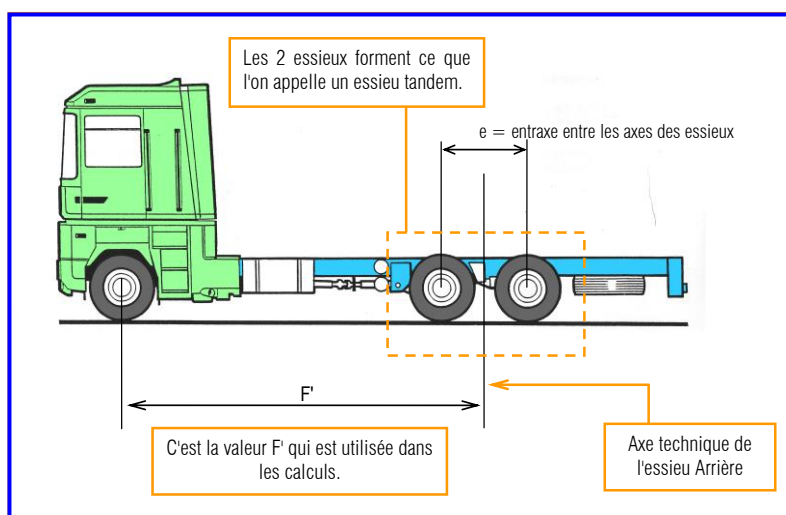 Les 2 essieux forment ce que
l'on appelle un essieu tandem.
e = entraxe entre les axes des essieux
F'
C'est la valeur F' qui est utilisée dans
les calculs.
Axe technique de
l'essieu Arrière